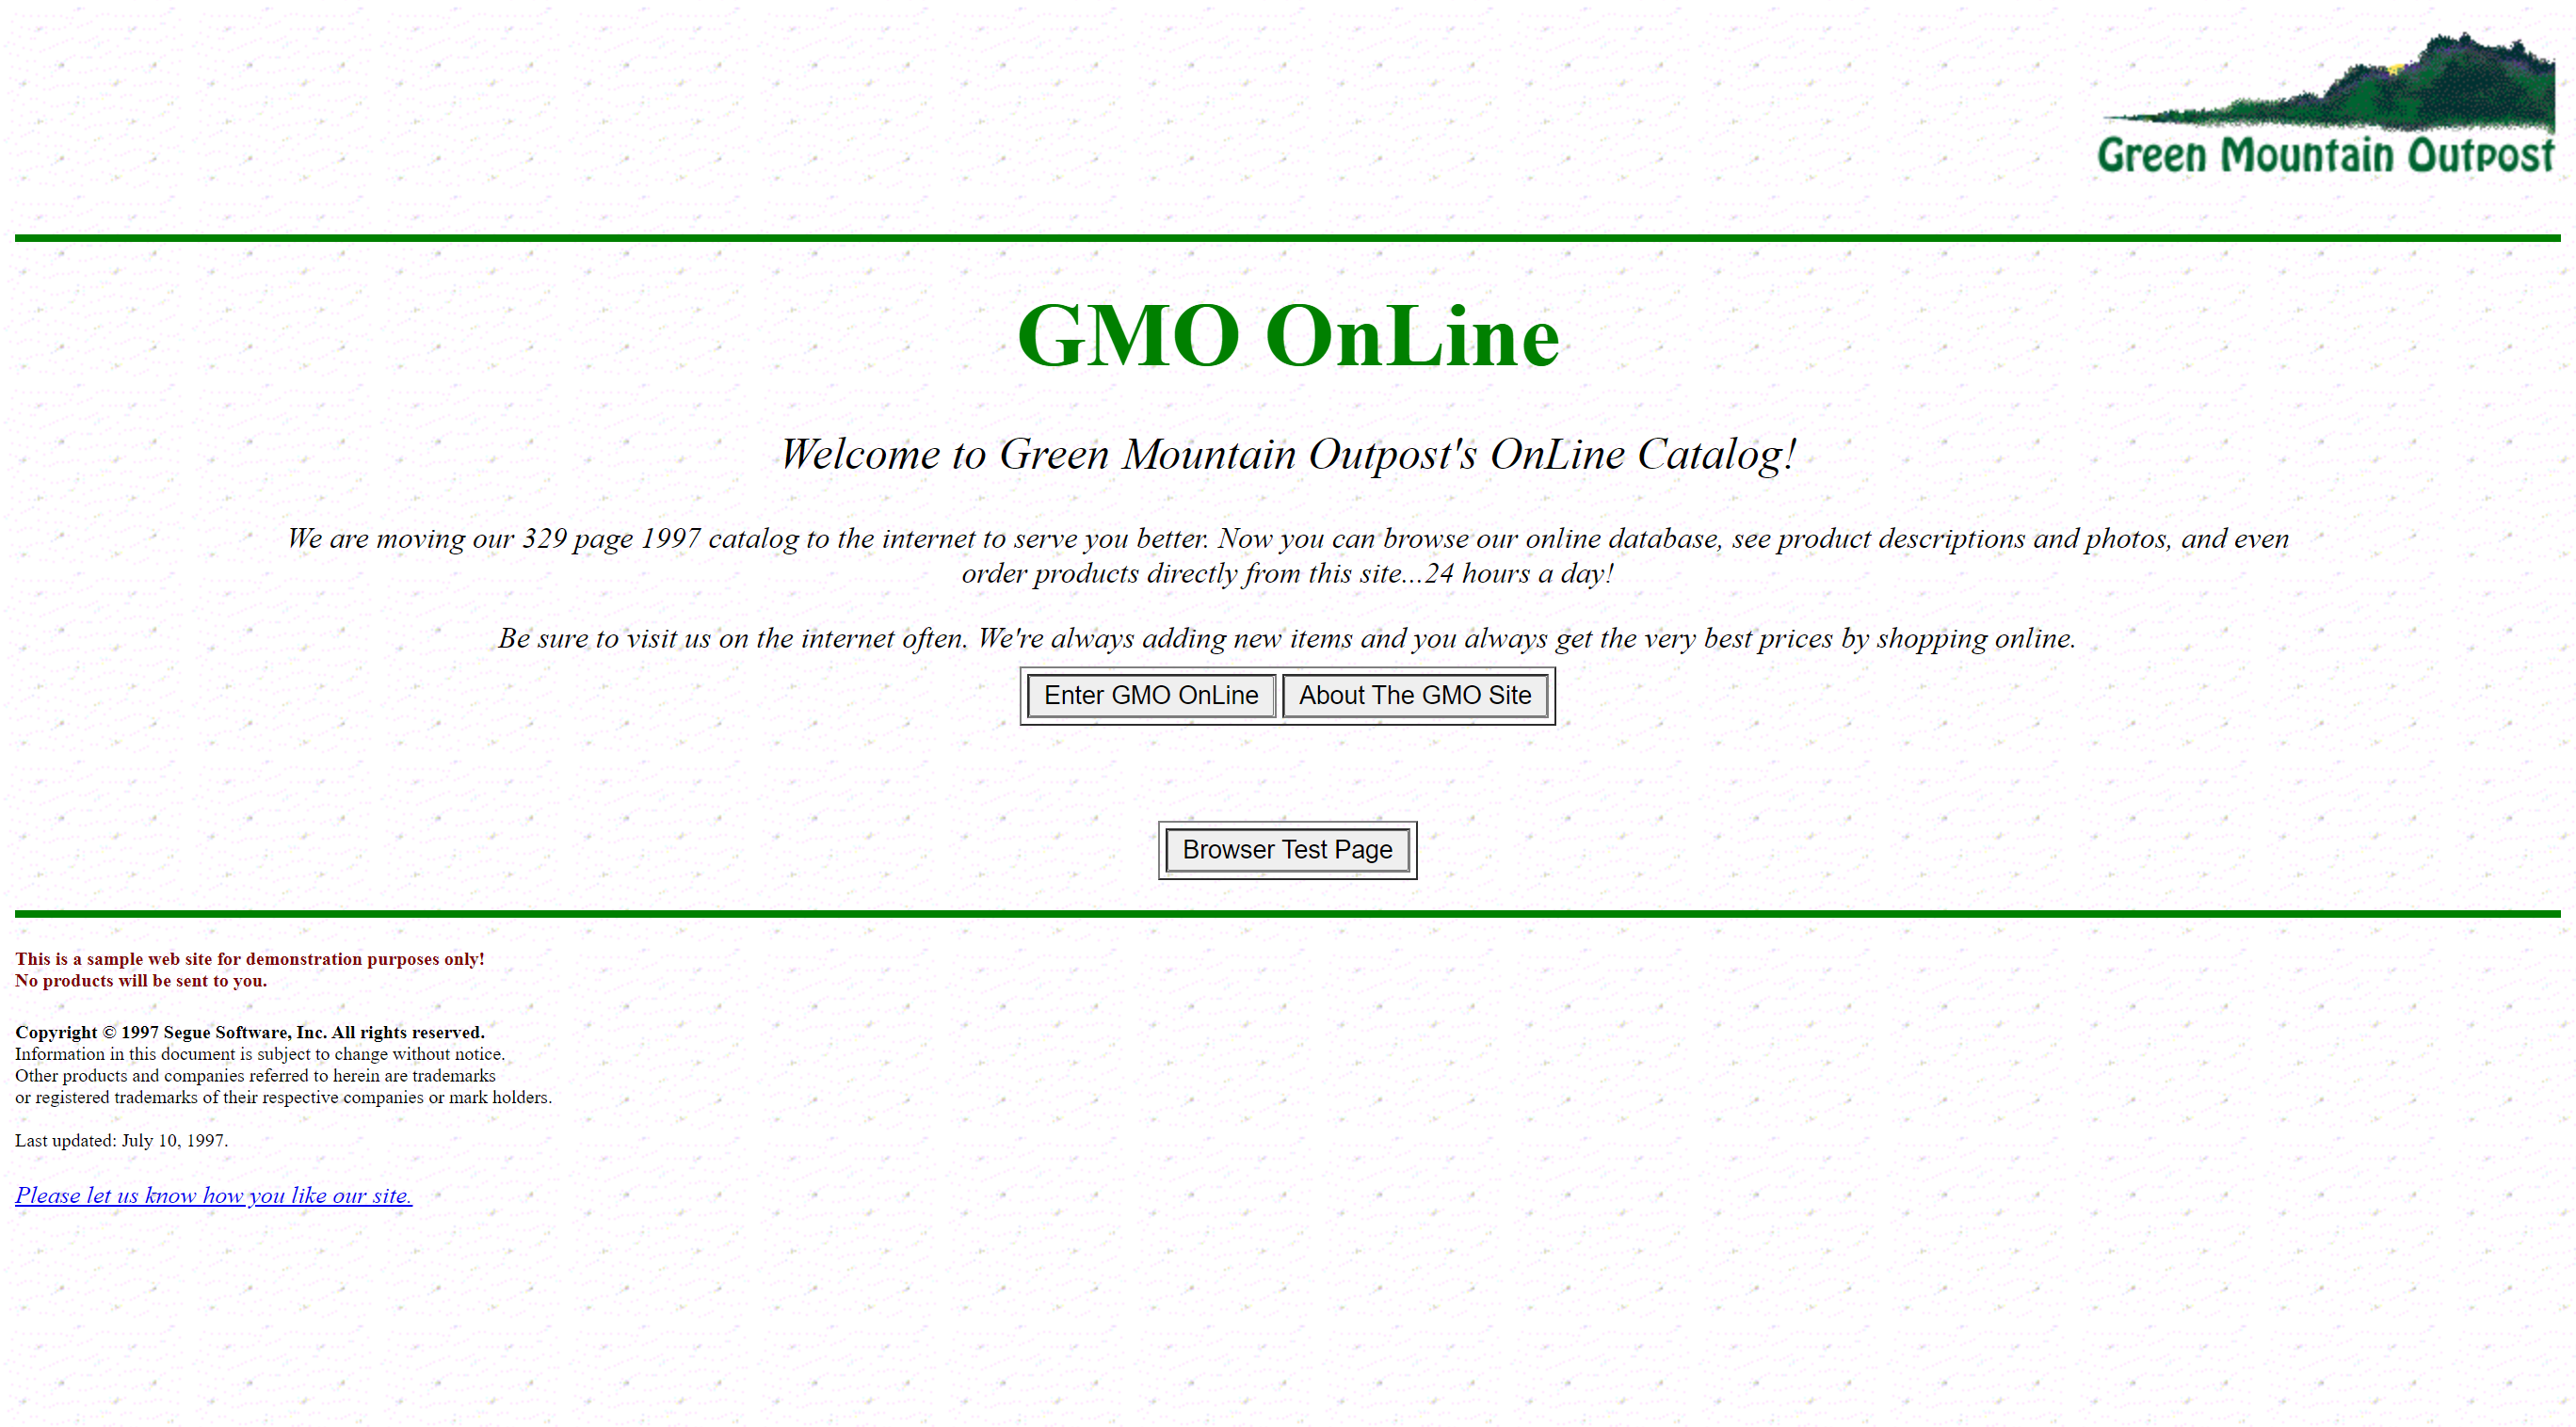 Green Mountain Outpost
GMO OnLine
Welcome to Green Mountain Outpost's OnLine Catalog!
We are moving our 329 page 1997 catalog to the internet to serve you better. Now you can browse our online database, see product descriptions and photos, and even
order products directly from this site...24 hours a day!
Be sure to visit us on the internet often. We're always adding new items and you always get the very best prices by shopping online.
Enter GMO OnLine About The GMO Site
Browser Test Page
This is a sample web site for demonstration purposes only!
No products will be sent to you.
Copyright © 1997 Segue Software, Inc. All rights reserved.
Information in this document is subject to change without notice.
Other products and companies referred to herein are trademarks
or registered trademarks of their respective companies or mark holders.
Last updated: July 10, 1997.
Please let us know how you like our site.